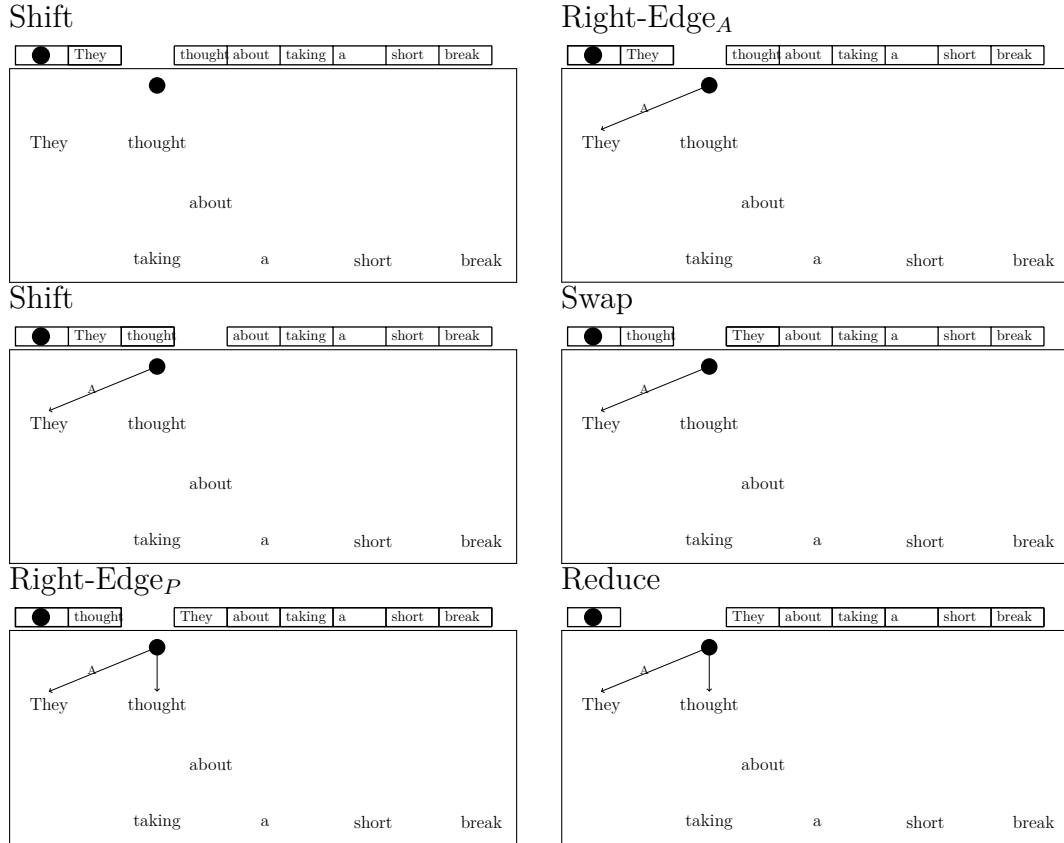 Shift
They thought about taking a short break
They thought
about
taking a short break
Right-Edge_A
They thought about taking a short break
A
They thought
about
taking a short break
Shift
They thought about taking a short break
A
They thought
about
taking a short break
Swap
thought They about taking a short break
A
They thought
about
taking a short break
Right-Edge_P
thought They about taking a short break
A
They thought
about
taking a short break
Reduce
They about taking a short break
A
They thought
about
taking a short break